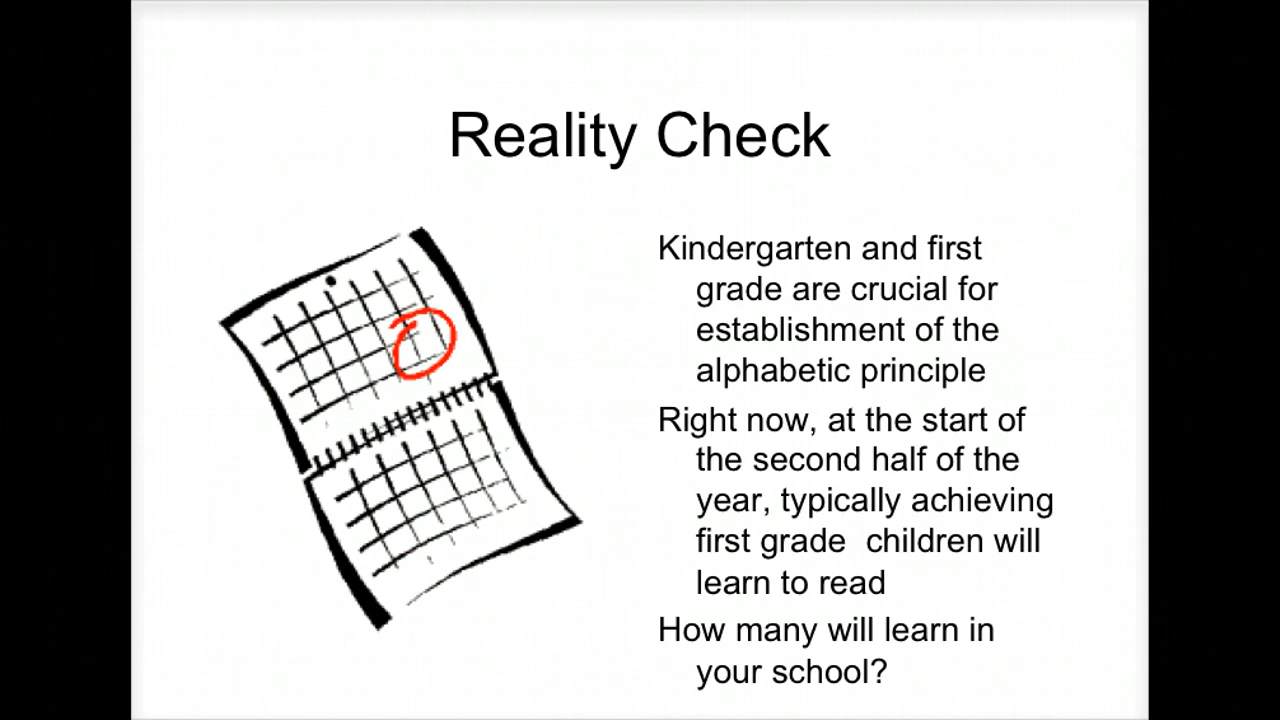 Reality Check
Kindergarten and first
grade are crucial for
establishment of the
alphabetic principle
Right now, at the start of
the second half of the
year, typically achieving
first grade  children will
learn to read
How many will learn in
your school?